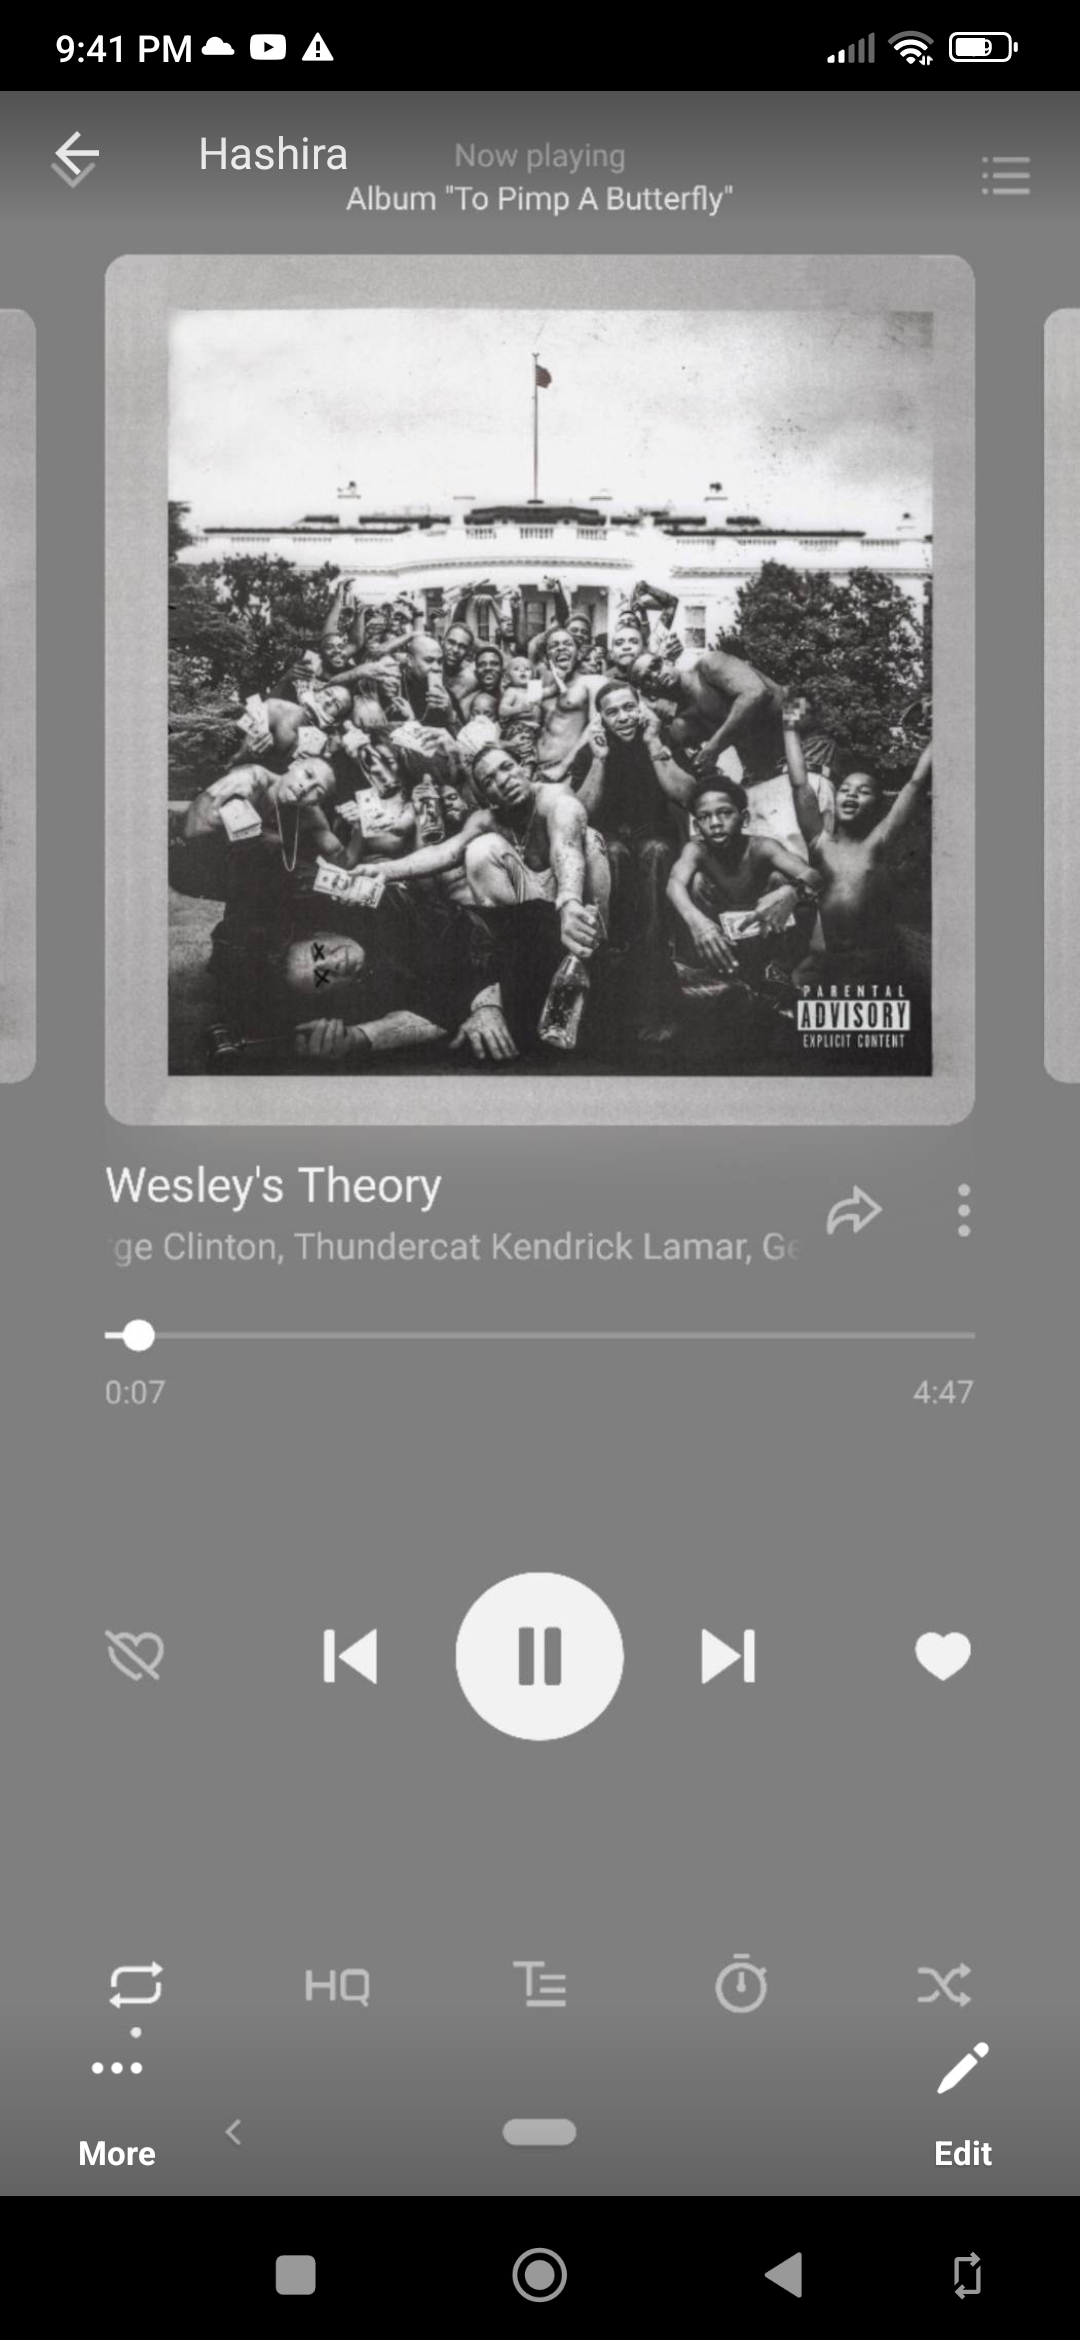 9:41 PM
Hashira
Now playing
Album "To Pimp A Butterfly"
PARENTAL
ADVISORY
EXPLICIT CONTENT
Wesley's Theory
ge Clinton, Thundercat Kendrick Lamar, Ge
0:07
4:47
HQ
More
Edit